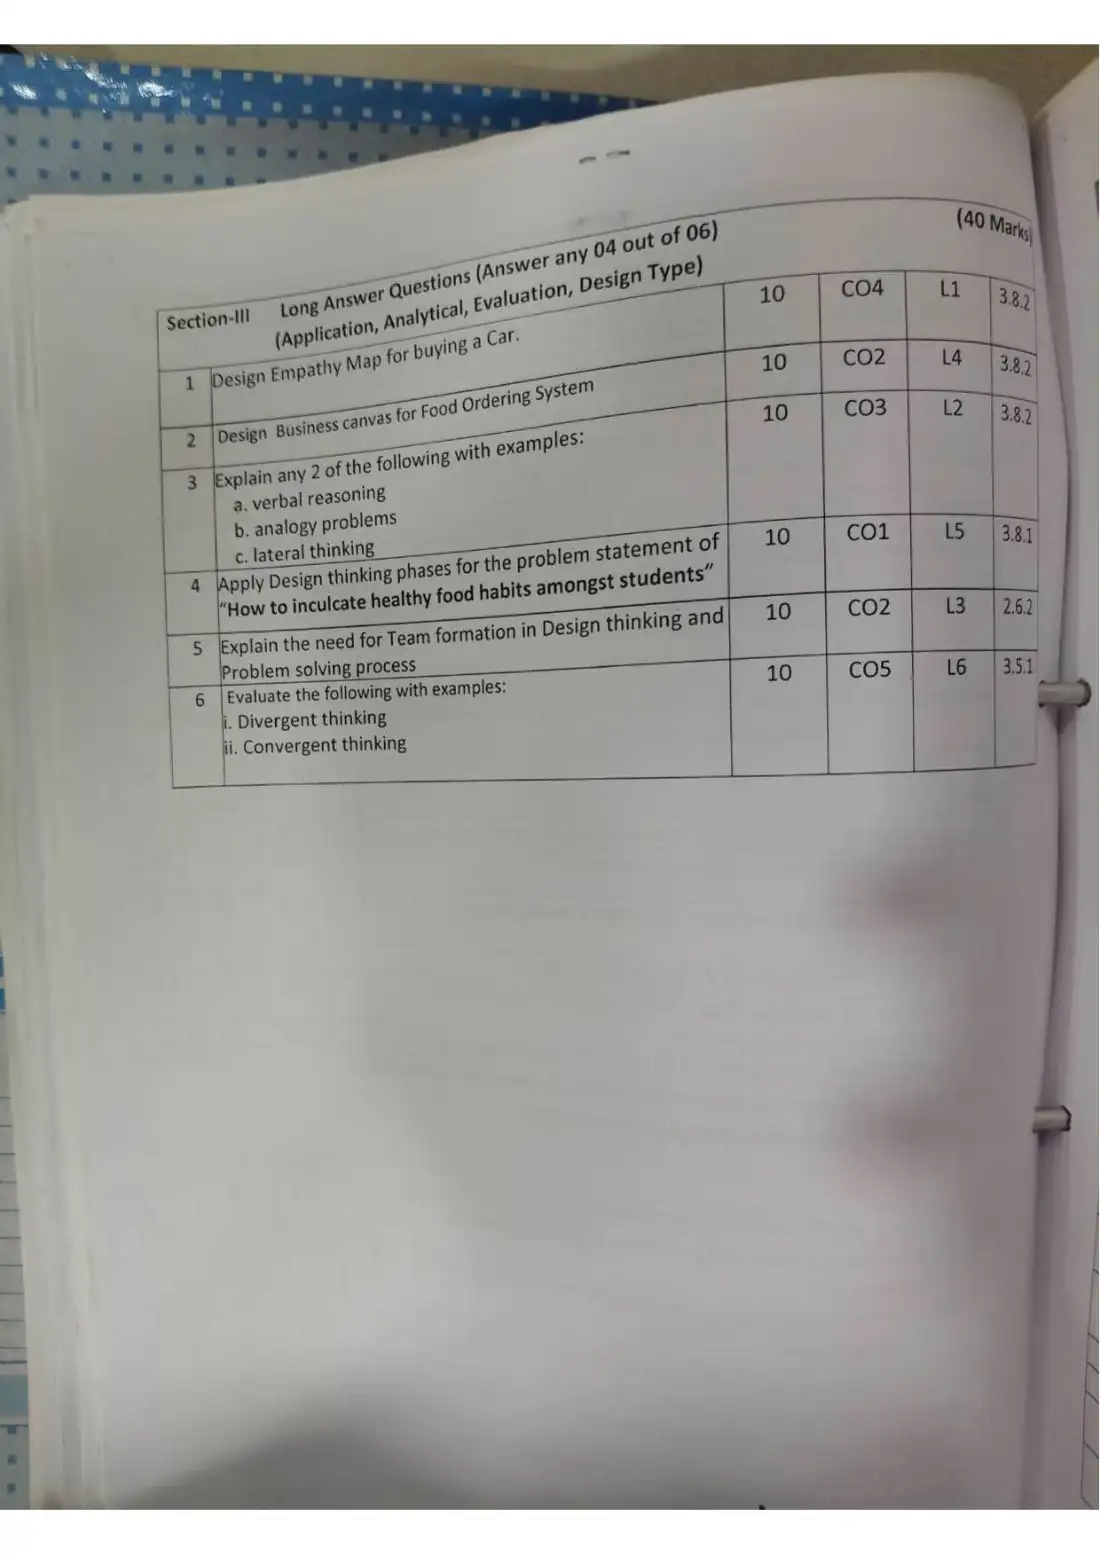 Section-III Long Answer Questions (Answer any 04 out of 06) (40 Marks)
(Application, Analytical, Evaluation, Design Type)
1 Design Empathy Map for buying a Car. 10 CO4 L1 3.8.2
2 Design Business canvas for Food Ordering System 10 CO2 L4 3.8.2
3 Explain any 2 of the following with examples: 10 CO3 L2 3.8.2
a. verbal reasoning
b. analogy problems
c. lateral thinking
4 Apply Design thinking phases for the problem statement of 10 CO1 L5 3.8.1
“How to inculcate healthy food habits amongst students”
5 Explain the need for Team formation in Design thinking and 10 CO2 L3 2.6.2
Problem solving process
6 Evaluate the following with examples: 10 CO5 L6 3.5.1
i. Divergent thinking
ii. Convergent thinking